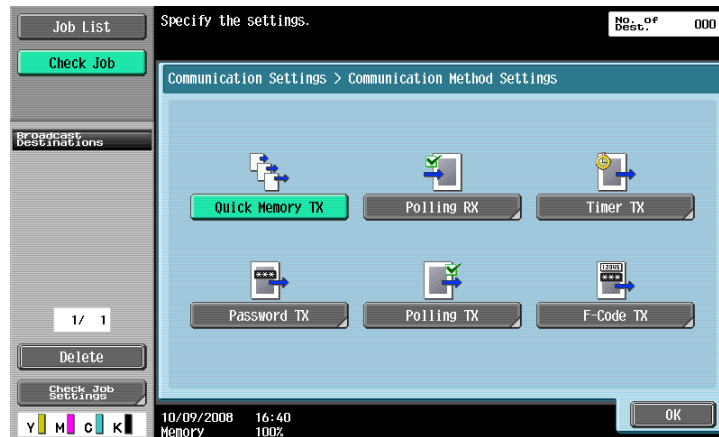 Job List
Check Job
Specify the settings.
No. of
Dest.
000
Communication Settings > Communication Method Settings
Broadcast
Destinations
Quick Memory TX
Polling RX
Timer TX
***
12345
***
Password TX
Polling TX
F-Code TX
1/ 1
Delete
Check Job
Settings
Y M C K
10/09/2008 16:40
Memory 100%
OK